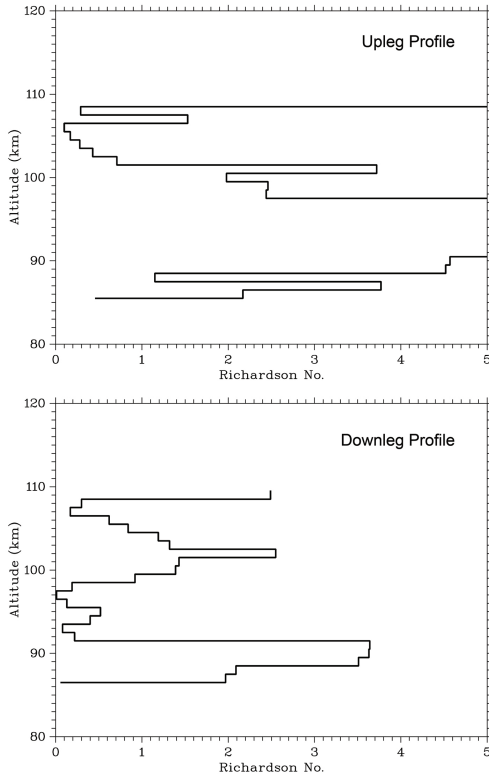 120
Upleg Profile
110
100
90
80
Altitude (km)
0 1 2 3 4 5
Richardson No.
120
Downleg Profile
110
100
90
80
Altitude (km)
0 1 2 3 4 5
Richardson No.